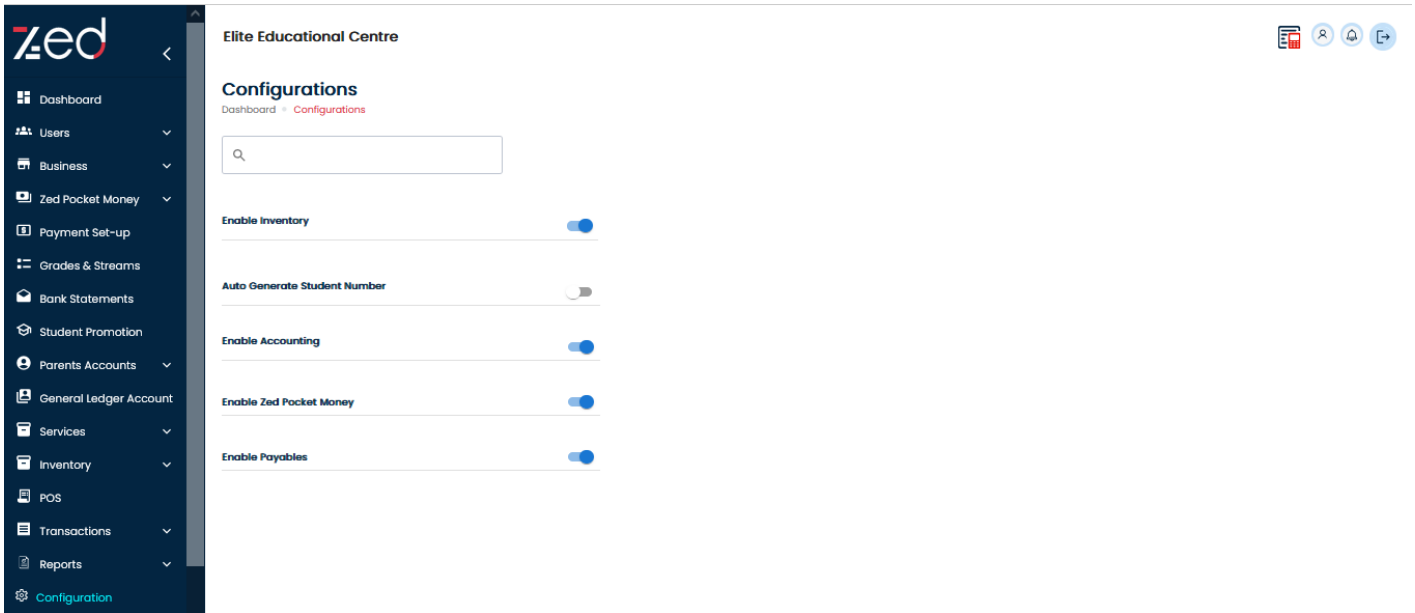 zed
Elite Educational Centre
Configurations
Dashboard Configurations
Dashboard
Users
Business
Zed Pocket Money
Payment Set-up
Grades & Streams
Bank Statements
Student Promotion
Parents Accounts
General Ledger Account
Services
Inventory
POS
Transactions
Reports
Configuration
Enable Inventory
Auto Generate Student Number
Enable Accounting
Enable Zed Pocket Money
Enable Payables